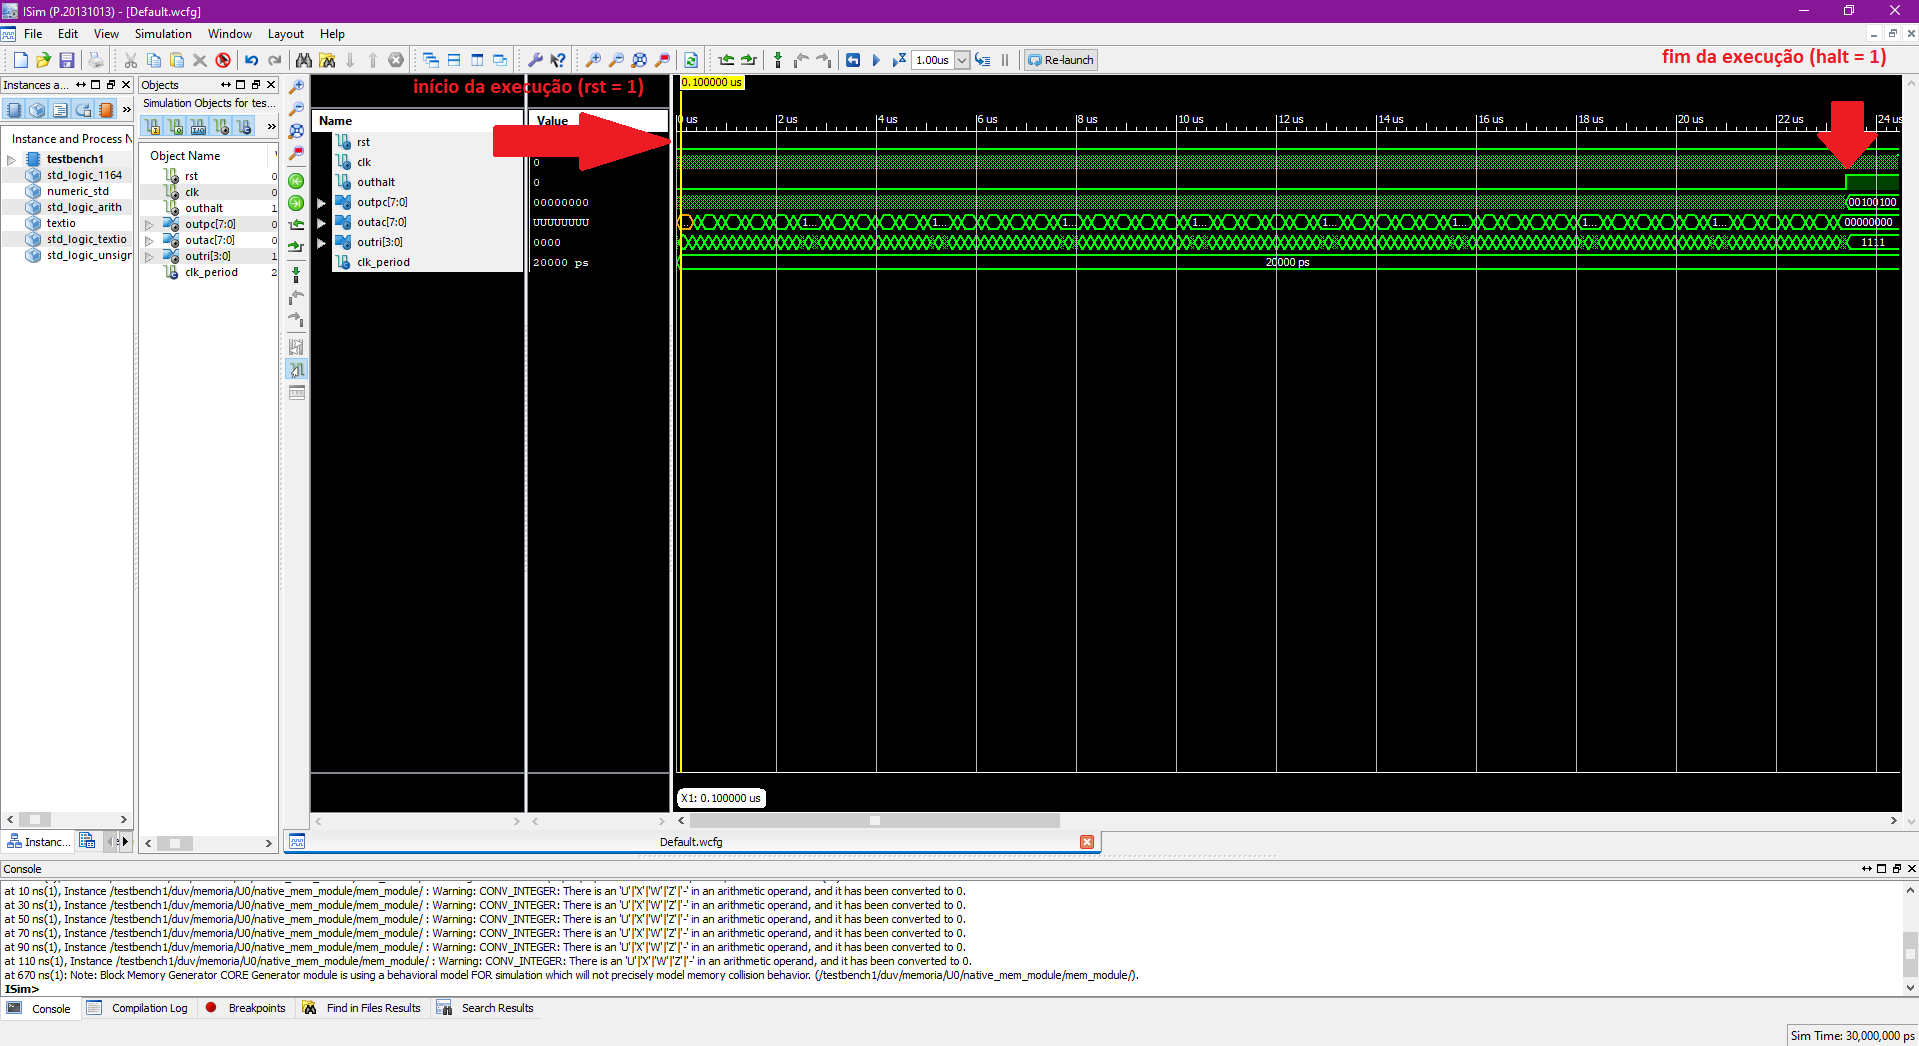 ISim (P.20131013) - [Default.wcfg]
File Edit View Simulation Window Layout Help
1.00us
Re-launch
fim da execução (halt = 1)
Instances a...
Instance and Process N
testbench1
std_logic_1164
numeric_std
std_logic_arith
textio
std_logic_textio
std_logic_unsign
Instanc...
Objects
Simulation Objects for tes...
Object Name
rst 0
clk 0
outhalt 1
outpc[7:0] 0
outac[7:0] 0
outri[3:0] 1
clk_period 2
início da execução (rst = 1)
Name Value
rst
clk 0
outhalt 0
outpc[7:0] 00000000
outac[7:0] UUUUUUUU
outri[3:0] 0000
clk_period 20000 ps
0.100000 us
0 us 2 us 4 us 6 us 8 us 10 us 12 us 14 us 16 us 18 us 20 us 22 us 24 us
00100100
1... 1... 1... 1... 1... 1... 1... 1... 00000000
1111
20000 ps
X1: 0.100000 us
Default.wcfg
Console
at 10 ns(1), Instance /testbench1/duv/memoria/U0/native_mem_module/mem_module/ : Warning: CONV_INTEGER: There is an 'U'|'X'|'W'|'Z'|'-' in an arithmetic operand, and it has been converted to 0.
at 30 ns(1), Instance /testbench1/duv/memoria/U0/native_mem_module/mem_module/ : Warning: CONV_INTEGER: There is an 'U'|'X'|'W'|'Z'|'-' in an arithmetic operand, and it has been converted to 0.
at 50 ns(1), Instance /testbench1/duv/memoria/U0/native_mem_module/mem_module/ : Warning: CONV_INTEGER: There is an 'U'|'X'|'W'|'Z'|'-' in an arithmetic operand, and it has been converted to 0.
at 70 ns(1), Instance /testbench1/duv/memoria/U0/native_mem_module/mem_module/ : Warning: CONV_INTEGER: There is an 'U'|'X'|'W'|'Z'|'-' in an arithmetic operand, and it has been converted to 0.
at 90 ns(1), Instance /testbench1/duv/memoria/U0/native_mem_module/mem_module/ : Warning: CONV_INTEGER: There is an 'U'|'X'|'W'|'Z'|'-' in an arithmetic operand, and it has been converted to 0.
at 110 ns(1), Instance /testbench1/duv/memoria/U0/native_mem_module/mem_module/ : Warning: CONV_INTEGER: There is an 'U'|'X'|'W'|'Z'|'-' in an arithmetic operand, and it has been converted to 0.
at 670 ns(1): Note: Block Memory Generator CORE Generator module is using a behavioral model FOR simulation which will not precisely model memory collision behavior. (/testbench1/duv/memoria/U0/native_mem_module/mem_module/).
ISim>
Console Compilation Log Breakpoints Find in Files Results Search Results
Sim Time: 30,000,000 ps